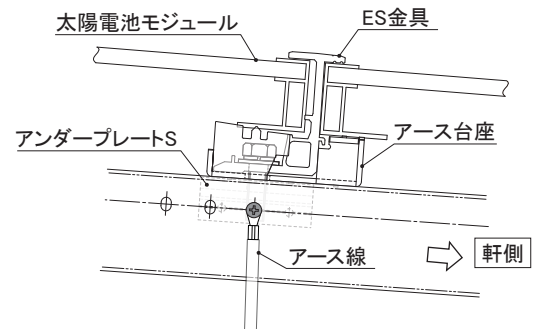 太陽電池モジュール
ES金具
アンダープレートS
アース台座
アース線
軒側